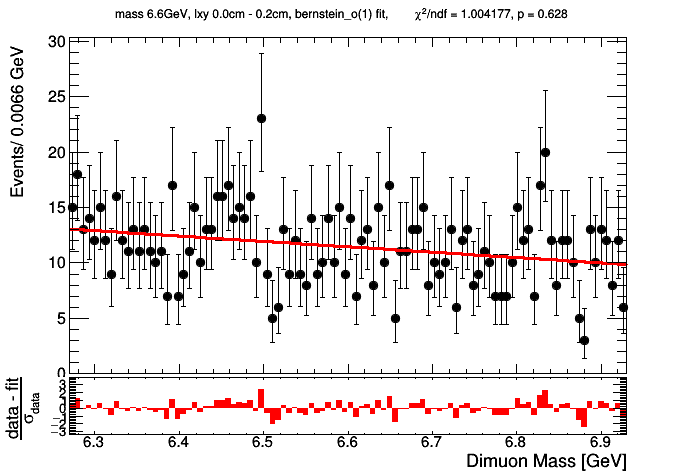 mass 6.6GeV, lxy 0.0cm - 0.2cm, bernstein_o(1) fit, χ²/ndf = 1.004177, p = 0.628
Events/ 0.0066 GeV
30
25
20
15
10
5
0
data - fit
σdata
3
2
1
0
−1
−2
−3
6.3 6.4 6.5 6.6 6.7 6.8 6.9
Dimuon Mass [GeV]